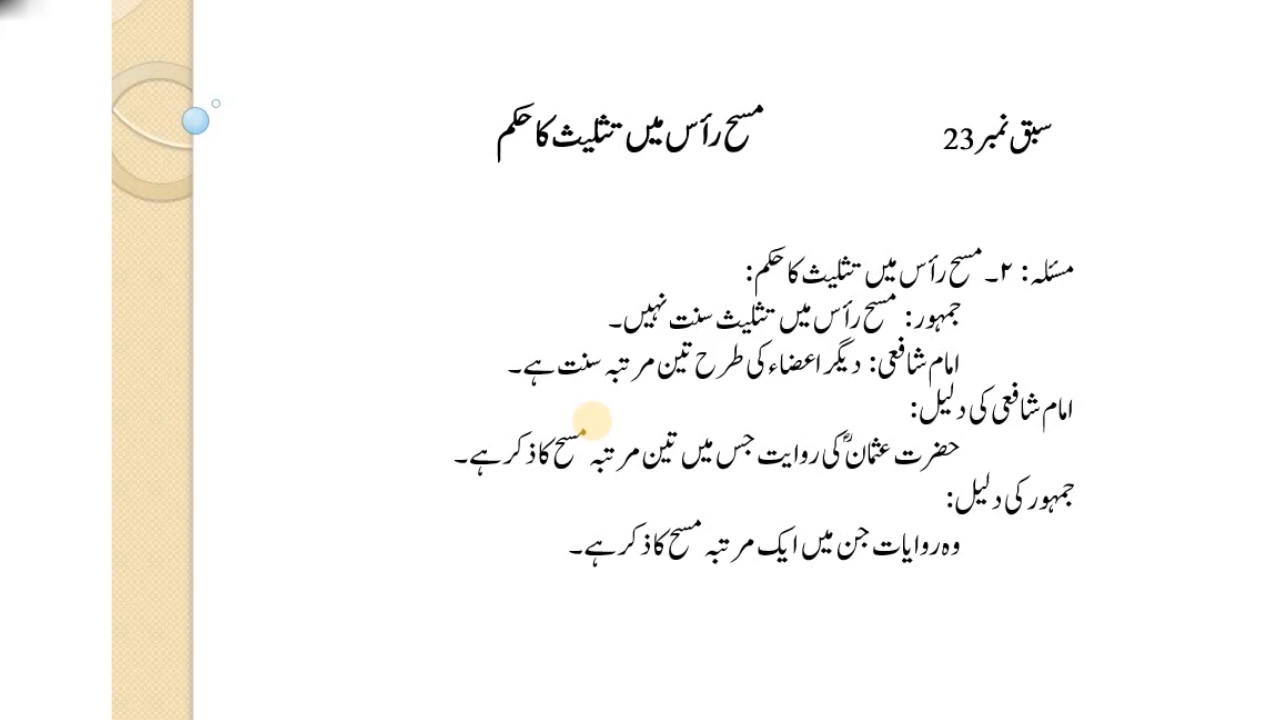 سبق نمبر 23 مسح رأس میں تثلیث کا حکم
مسئلہ: ۲۔ مسح رأس میں تثلیث کا حکم:
جمہور: مسح رأس میں تثلیث سنت نہیں۔
امام شافعی: دیگر اعضاء کی طرح تین مرتبہ سنت ہے۔
امام شافعی کی دلیل:
حضرت عثمانؓ کی روایت جس میں تین مرتبہ مسح کا ذکر ہے۔
جمہور کی دلیل:
وہ روایات جن میں ایک مرتبہ مسح کا ذکر ہے۔